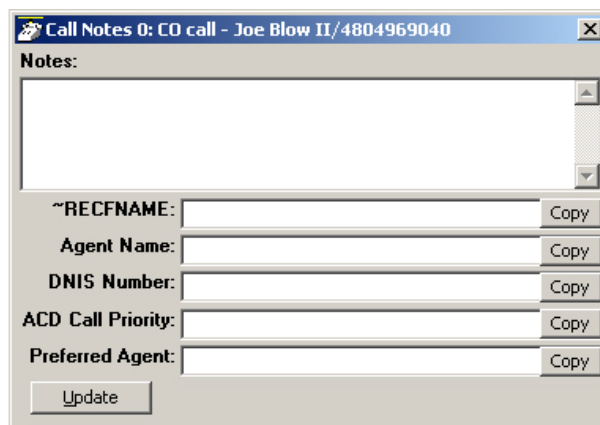 Call Notes 0: CO call - Joe Blow II/4804969040
Notes:
~RECFNAME: Copy
Agent Name: Copy
DNIS Number: Copy
ACD Call Priority: Copy
Preferred Agent: Copy
Update